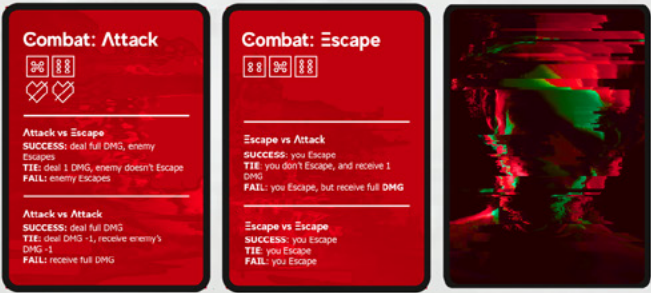 Combat: Attack
Attack vs Escape
SUCCESS: deal full DMG, enemy
Escapes
TIE: deal 1 DMG, enemy doesn't Escape
FAIL: enemy Escapes
Attack vs Attack
SUCCESS: deal full DMG
TIE: deal DMG -1, receive enemy's
DMG -1
FAIL: receive full DMG
Combat: Escape
Escape vs Attack
SUCCESS: you Escape
TIE: you don't Escape, and receive 1
DMG
FAIL: you Escape, but receive full DMG
Escape vs Escape
SUCCESS: you Escape
TIE: you Escape
FAIL: you Escape